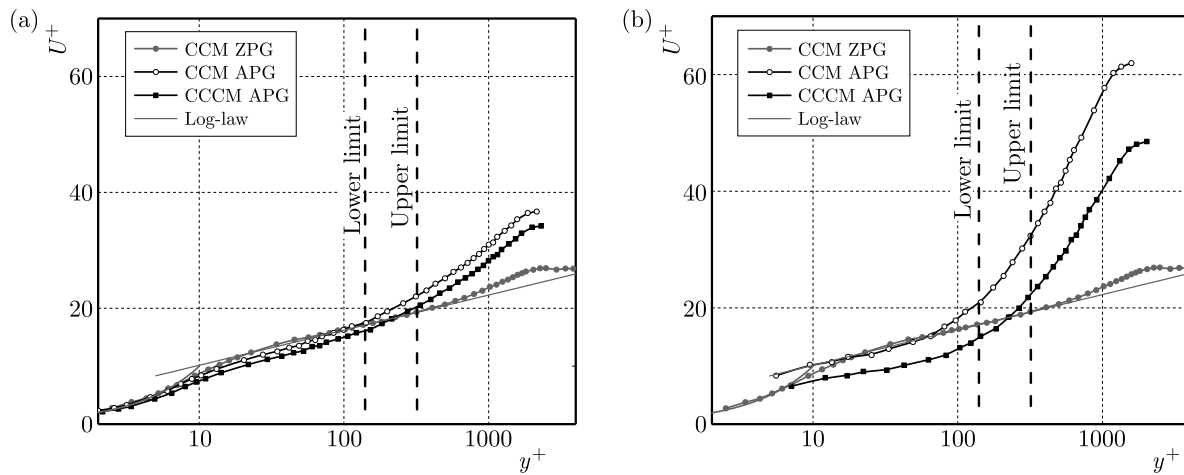 (a)
U+
60
40
20
0
10
100
1000
y+
CCM ZPG
CCM APG
CCCM APG
Log-law
Lower limit
Upper limit
(b)
U+
60
40
20
0
10
100
1000
y+
CCM ZPG
CCM APG
CCCM APG
Log-law
Lower limit
Upper limit